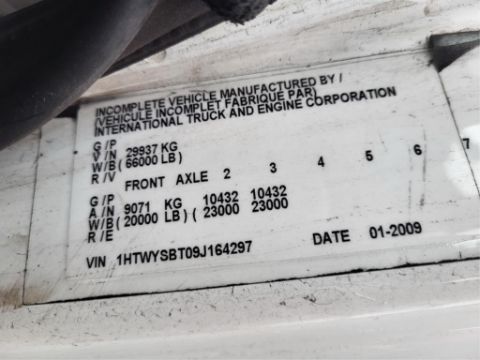 INCOMPLETE VEHICLE MANUFACTURED BY /
(VEHICULE INCOMPLET FABRIQUE PAR)
INTERNATIONAL TRUCK AND ENGINE CORPORATION
G /P
V /N 29937 KG
W/B( 66000 LB)
R /V FRONT AXLE 2 3 4 5 6 7
G /P
A /N 9071 KG 10432 10432
W/B( 20000 LB) ( 23000 23000
R /E
VIN 1HTWYSBT09J164297 DATE 01-2009